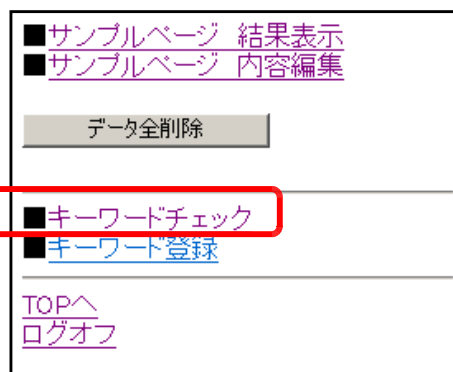 ■サンプルページ 結果表示
■サンプルページ 内容編集
データ全削除
■キーワードチェック
■キーワード登録
TOPへ
ログオフ